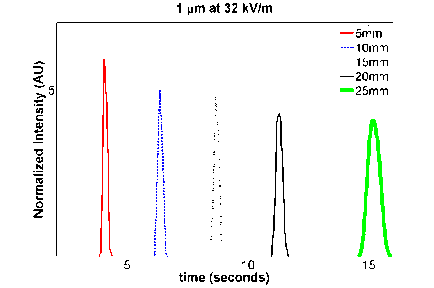 1 μm at 32 kV/m
5mm
10mm
15mm
20mm
25mm
Normalized Intensity (AU)
5
5
10
15
time (seconds)